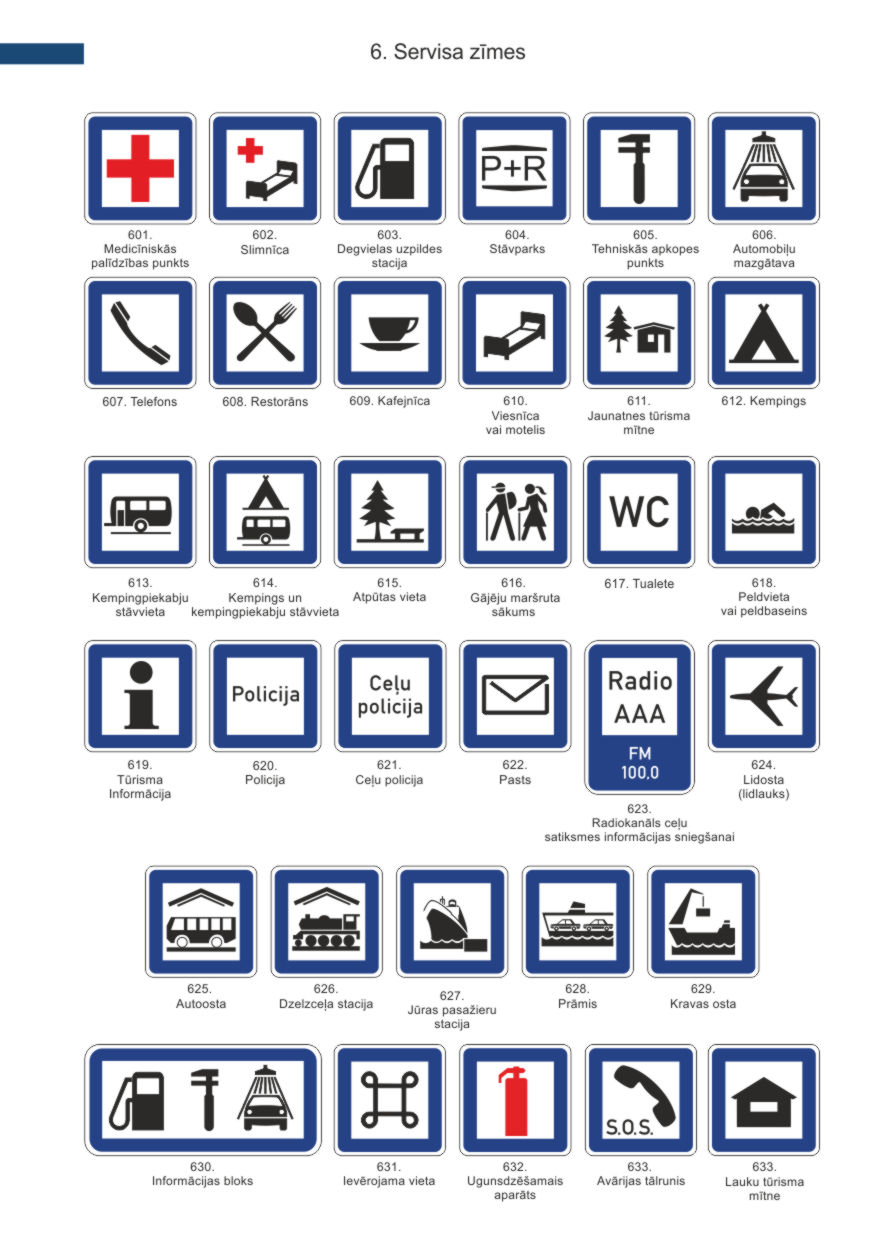 6. Servisa zīmes
P+R
601.
Medicīniskās
palīdzības punkts
602.
Slimnīca
603.
Degvielas uzpildes
stacija
604.
Stāvparks
605.
Tehniskās apkopes
punkts
606.
Automobiļu
mazgātava
607. Telefons
608. Restorāns
609. Kafejnīca
610.
Viesnīca
vai motelis
611.
Jaunatnes tūrisma
mītne
612. Kempings
WC
613.
Kempingpiekabju
stāvvieta
614.
Kempings un
kempingpiekabju stāvvieta
615.
Atpūtas vieta
616.
Gājēju maršruta
sākums
617. Tualete
618.
Peldvieta
vai peldbaseins
Policija
Ceļu
policija
Radio
AAA
FM
100,0
619.
Tūrisma
Informācija
620.
Policija
621.
Ceļu policija
622.
Pasts
623.
Radiokanāls ceļu
satiksmes informācijas sniegšanai
624.
Lidosta
(lidlauks)
625.
Autoosta
626.
Dzelzceļa stacija
627.
Jūras pasažieru
stacija
628.
Prāmis
629.
Kravas osta
S.O.S.
630.
Informācijas bloks
631.
Ievērojama vieta
632.
Ugunsdzēšamais
aparāts
633.
Avārijas tālrunis
633.
Lauku tūrisma
mītne